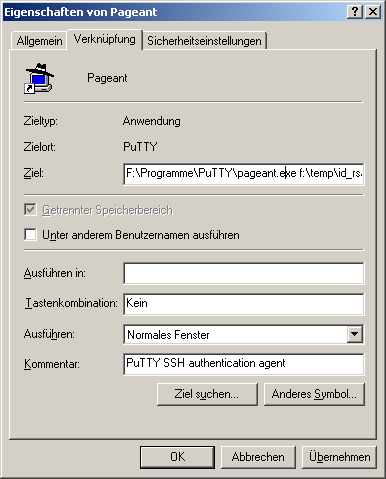 Eigenschaften von Pageant
Allgemein Verknüpfung Sicherheitseinstellungen
Pageant
Zieltyp: Anwendung
Zielort: PuTTY
Ziel: F:\Programme\PuTTY\pageant.exe f:\temp\id_rsa
Getrennter Speicherbereich
Unter anderem Benutzernamen ausführen
Ausführen in:
Tastenkombination: Kein
Ausführen: Normales Fenster
Kommentar: PuTTY SSH authentication agent
Ziel suchen... Anderes Symbol...
OK Abbrechen Übernehmen